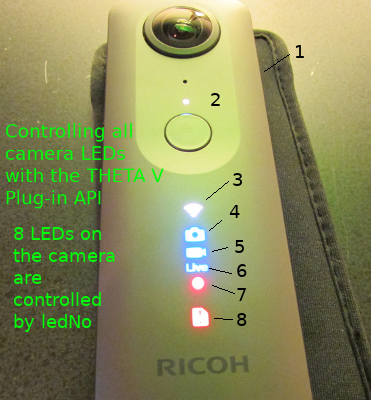 1
2
Controlling all
camera LEDs
with the THETA V
Plug-in API
3
4
8 LEDs on
the camera
are
controlled
by ledNo
5
Live
6
7
8
RICOH